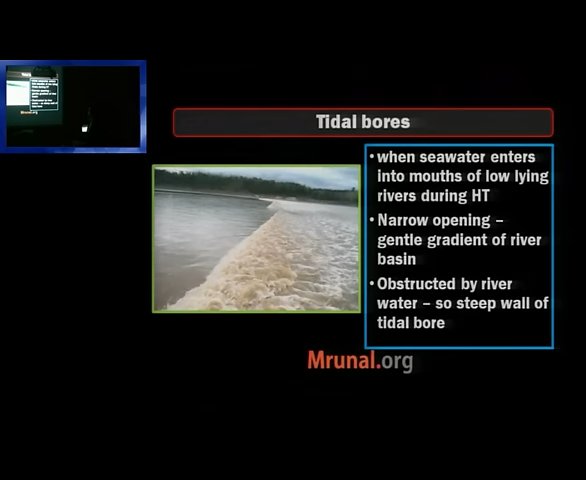 Tidal bores
• when seawater enters
into mouths of low lying
rivers during HT
• Narrow opening –
gentle gradient of river
basin
• Obstructed by river
water – so steep wall of
tidal bore
Mrunal.org